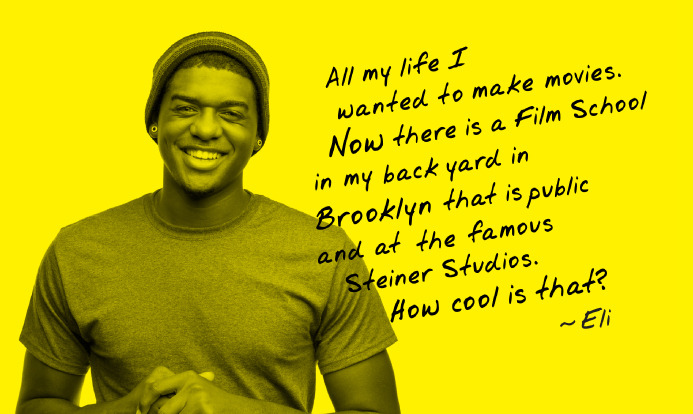 All my life I
wanted to make movies.
Now there is a Film School
in my back yard in
Brooklyn that is public
and at the famous
Steiner Studios.
How cool is that?
~Eli